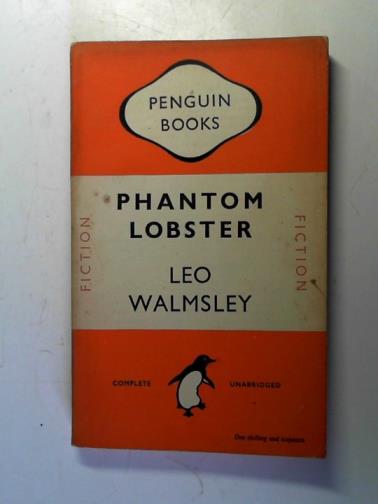 PENGUIN
BOOKS
PHANTOM
LOBSTER
FICTION
FICTION
LEO
WALMSLEY
COMPLETE UNABRIDGED
One shilling and sixpence